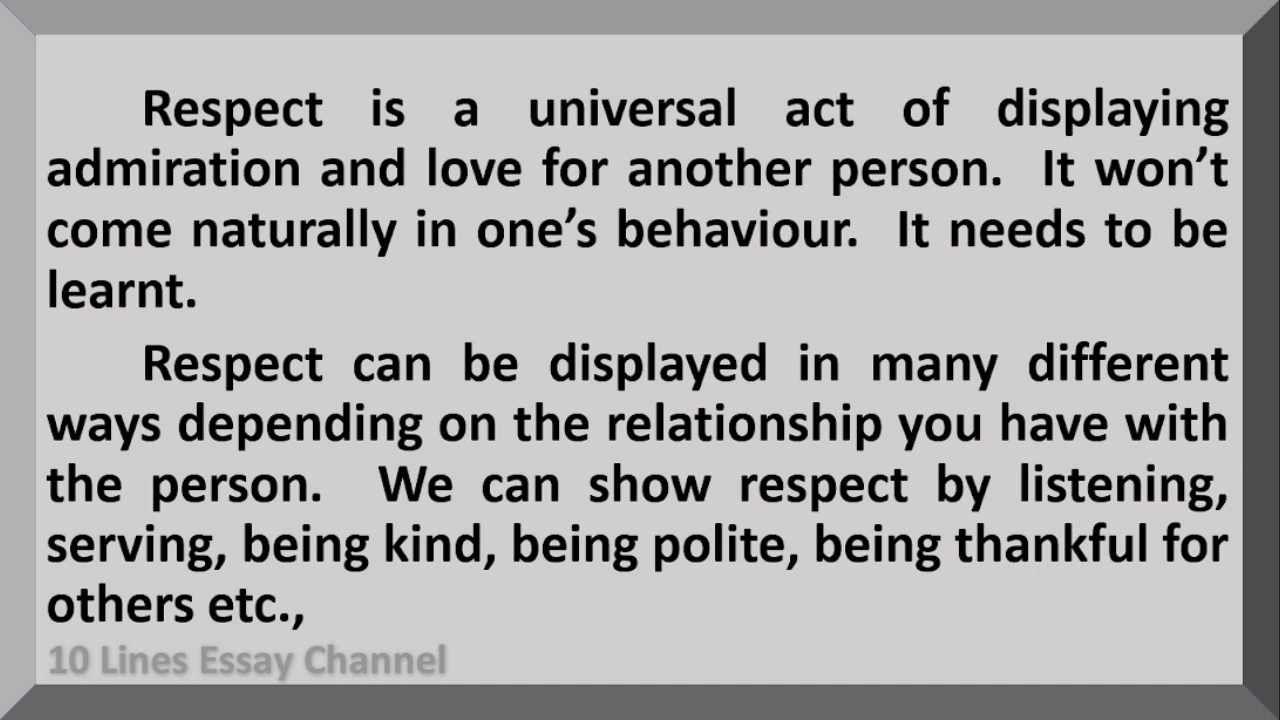 Respect is a universal act of displaying
admiration and love for another person. It won’t
come naturally in one’s behaviour. It needs to be
learnt.
Respect can be displayed in many different
ways depending on the relationship you have with
the person. We can show respect by listening,
serving, being kind, being polite, being thankful for
others etc.,
10 Lines Essay Channel